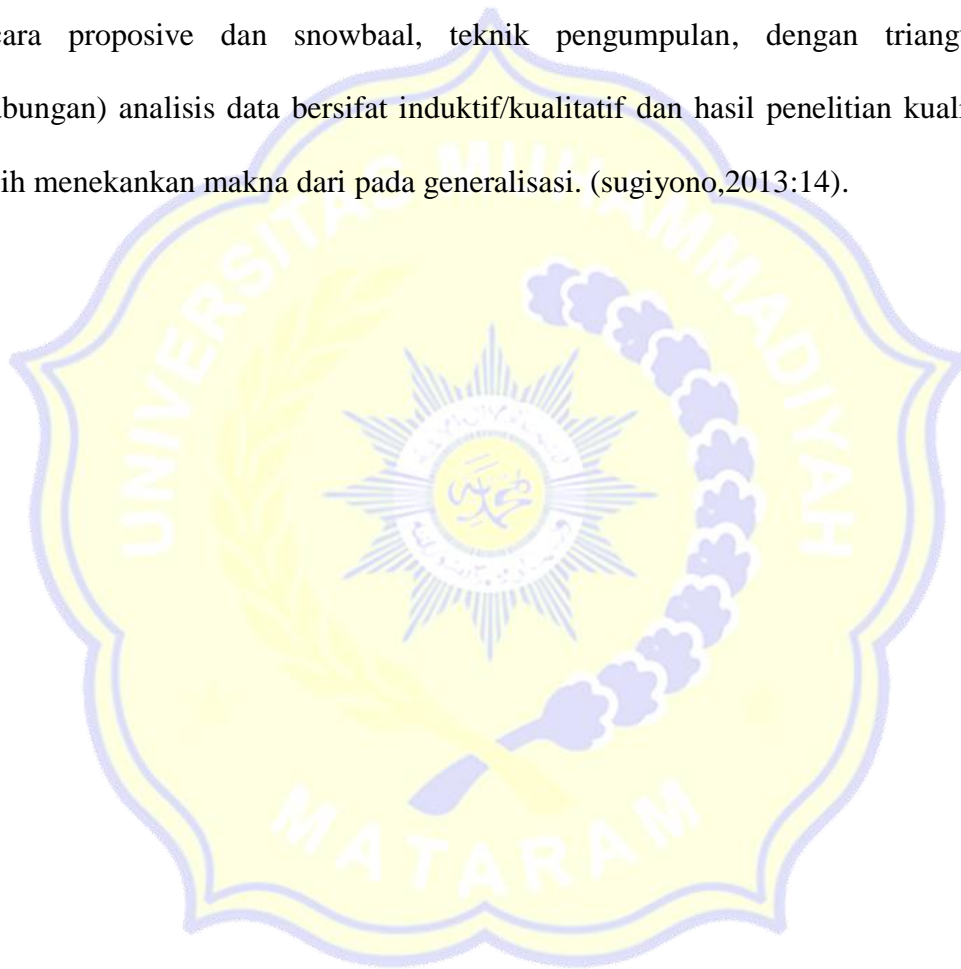 cara proposive dan snowbaal, teknik pengumpulan, dengan triang
bungan) analisis data bersifat induktif/kualitatif dan hasil penelitian kuali
ih menekankan makna dari pada generalisasi. (sugiyono,2013:14).
UNIVERSITAS MUHAMMADIYAH
MATARAM